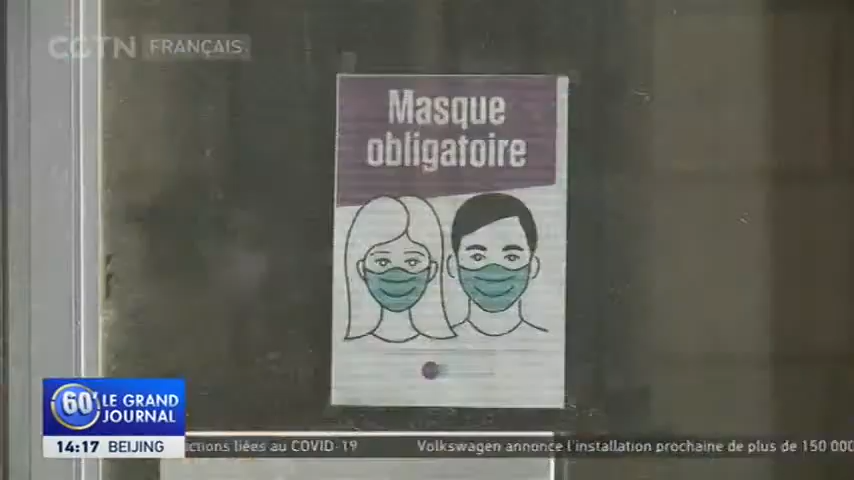 CGTN FRANÇAIS
Masque
obligatoire
60' LE GRAND
JOURNAL
14:17 BEIJING
ctions liées au COVID-19 Volkswagen annonce l'installation prochaine de plus de 150 000